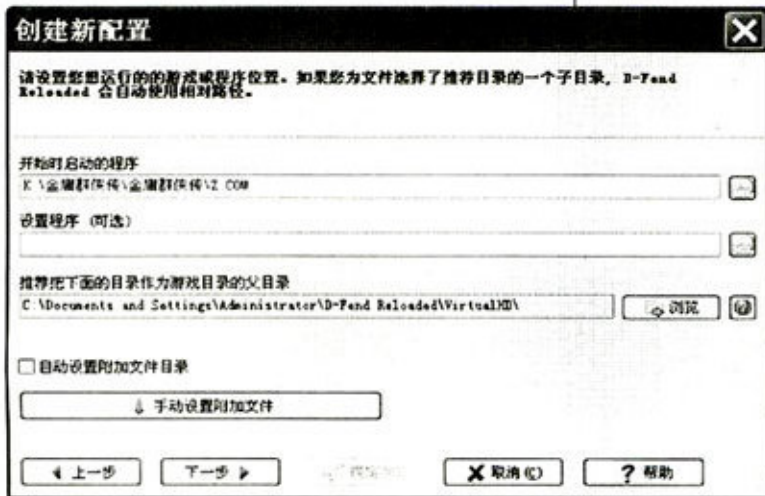 创建新配置
请设置您想运行的的游戏或程序位置。如果您为文件选择了推荐目录的一个子目录, D-Fend
Reloaded 会自动使用相对路径。
开始时启动的程序
K:\金庸群侠传\金庸群侠传\Z.COM
设置程序 (可选)
推荐把下面的目录作为游戏目录的父目录
C:\Documents and Settings\Administrator\D-Fend Reloaded\VirtualHD\
浏览
自动设置附加文件目录
手动设置附加文件
上一步
下一步
取消(C)
? 帮助